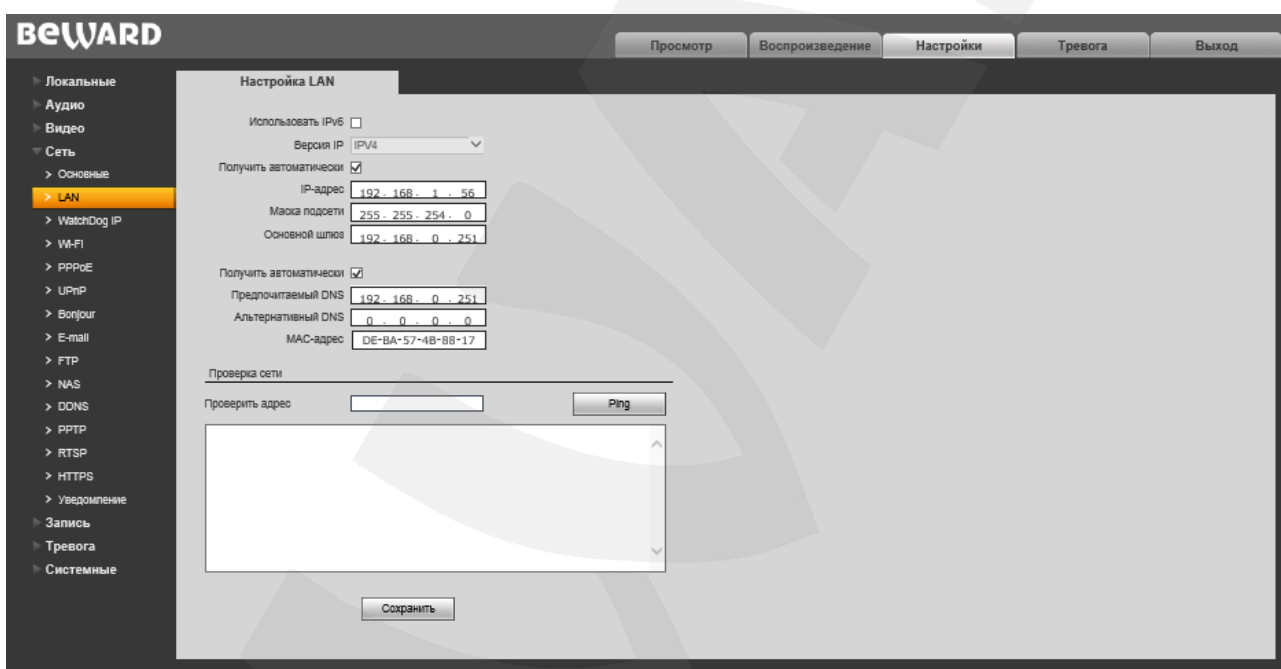 BEWARD
Просмотр
Воспроизведение
Настройки
Тревога
Выход
Локальные
Аудио
Видео
Сеть
> Основные
> LAN
> WatchDog IP
> Wi-Fi
> PPPoE
> UPnP
> Bonjour
> E-mail
> FTP
> NAS
> DDNS
> PPTP
> RTSP
> HTTPS
> Уведомление
Запись
Тревога
Системные
Настройка LAN
Использовать IPv6
Версия IP IPV4
Получить автоматически
IP-адрес 192 . 168 . 1 . 56
Маска подсети 255 . 255 . 254 . 0
Основной шлюз 192 . 168 . 0 . 251
Получить автоматически
Предпочитаемый DNS 192 . 168 . 0 . 251
Альтернативный DNS 0 . 0 . 0 . 0
MAC-адрес DE-BA-57-4B-88-17
Проверка сети
Проверить адрес Ping
Сохранить